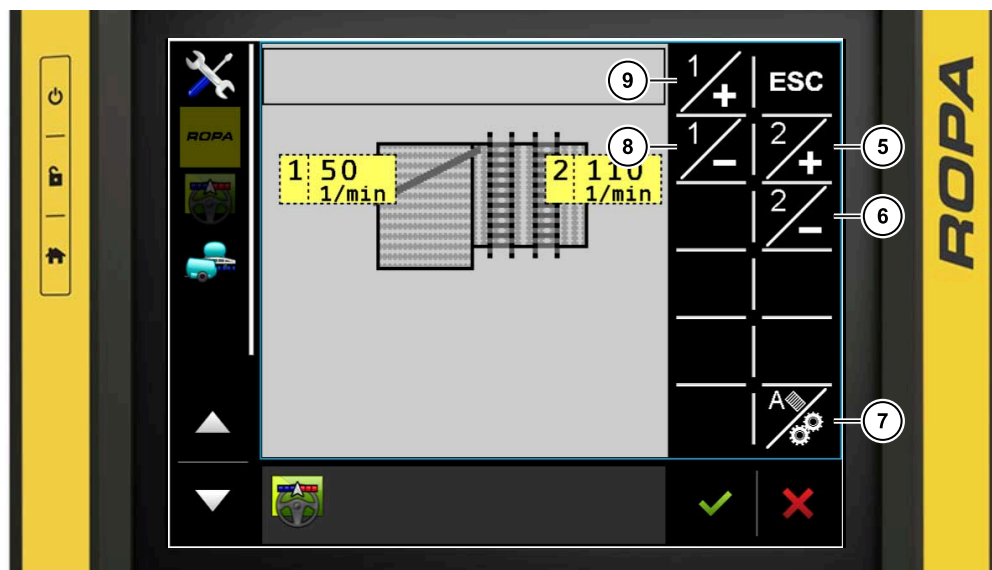 ROPA
1 50
1/min
2 110
1/min
9
1/+
ESC
8
1/-
2/+
5
2/-
6
A
7
ROPA